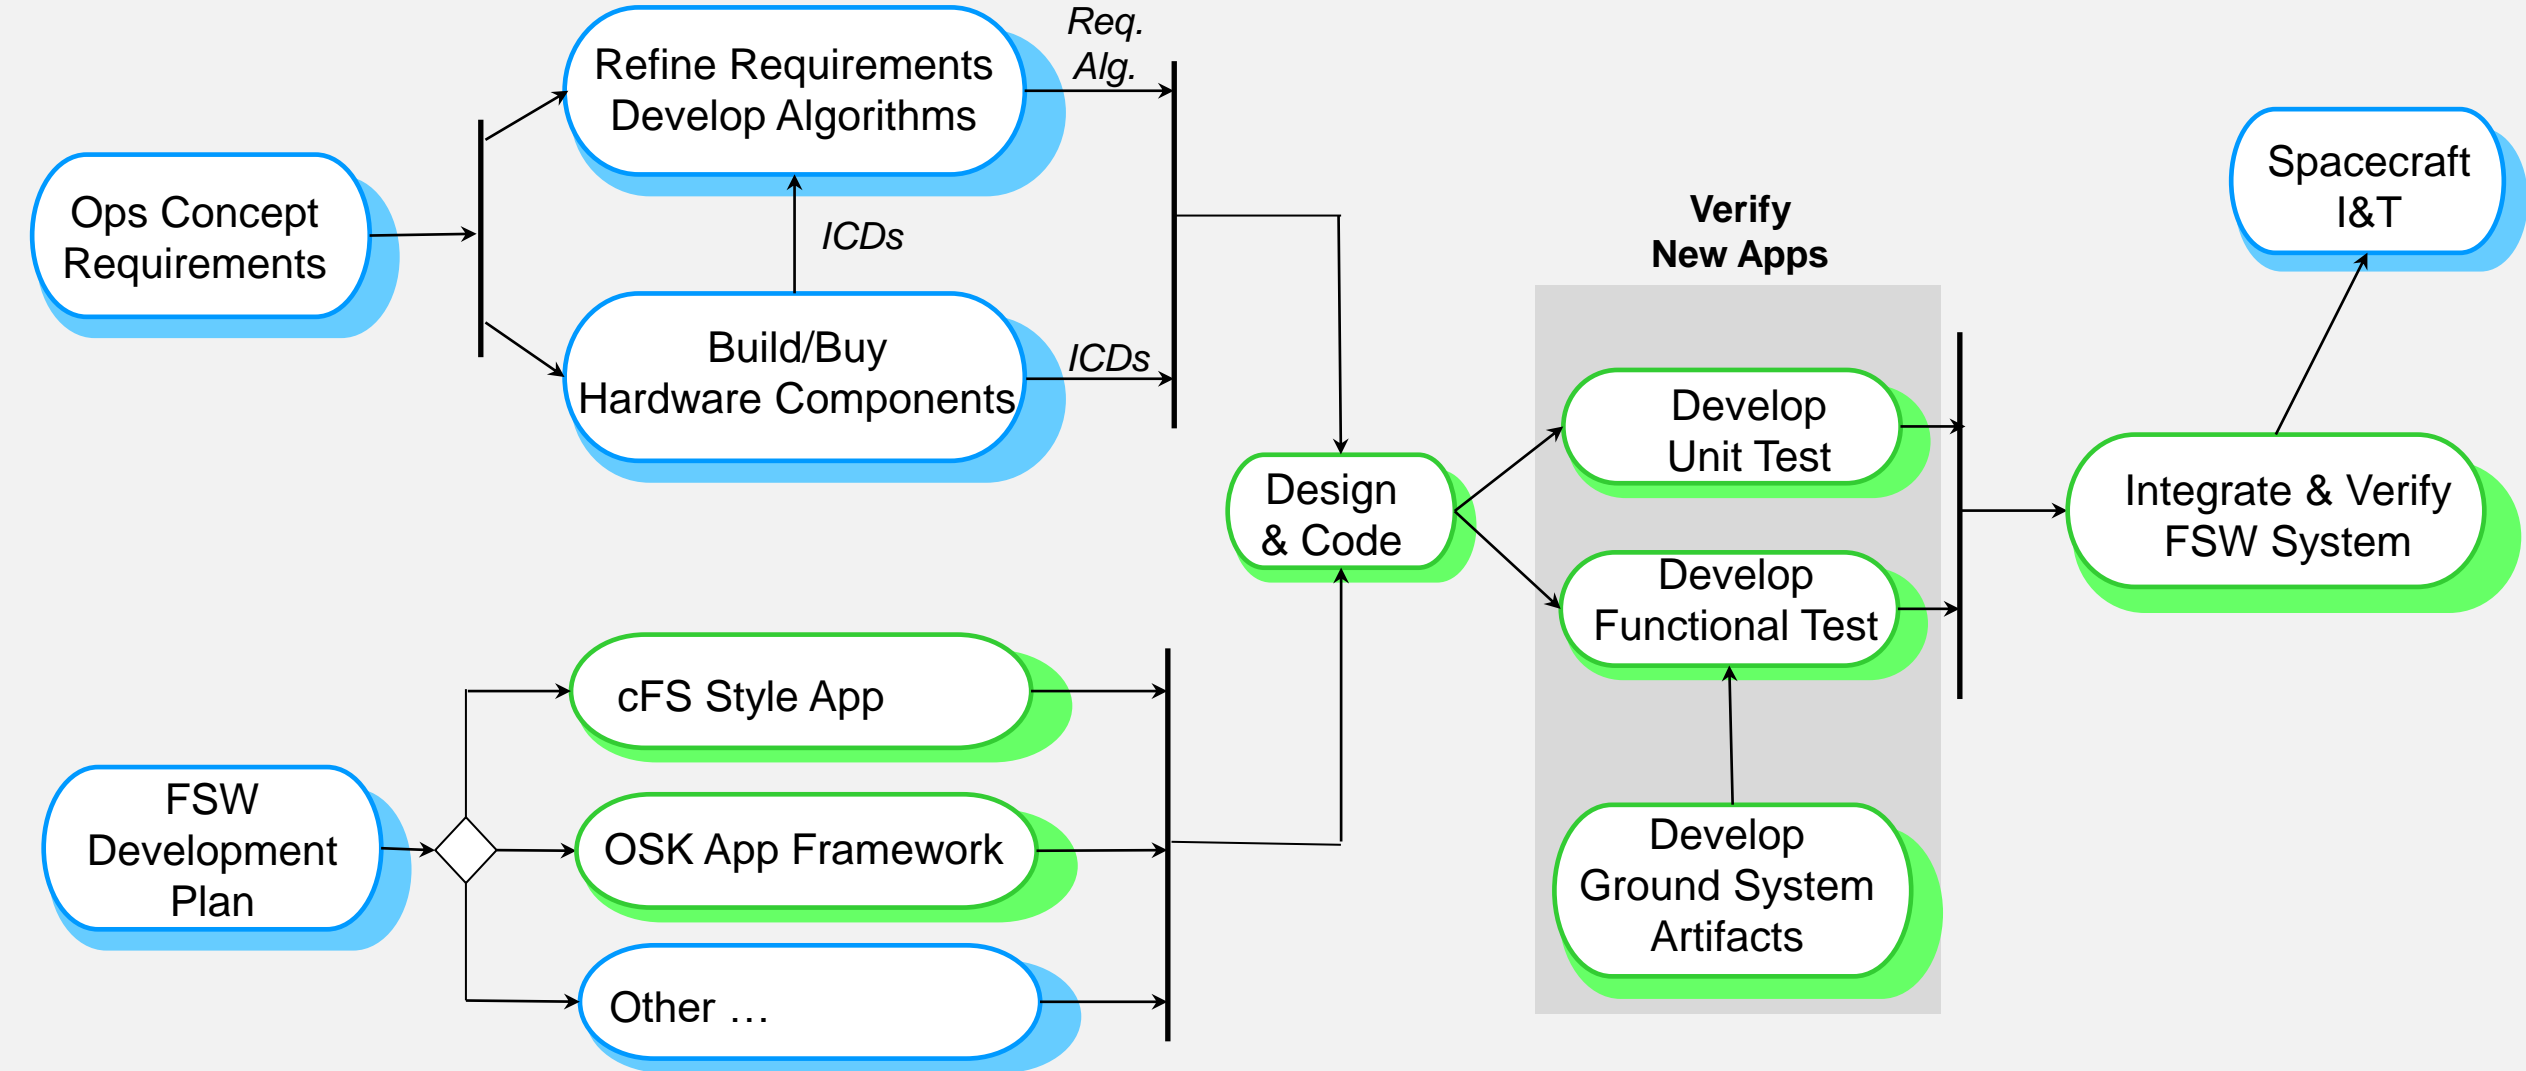 Req.
Alg.
Refine Requirements
Develop Algorithms
Ops Concept
Requirements
ICDs
Build/Buy
Hardware Components
ICDs
Verify
New Apps
Spacecraft
I&T
Design
& Code
Develop
Unit Test
Develop
Functional Test
Develop
Ground System
Artifacts
Integrate & Verify
FSW System
FSW
Development
Plan
cFS Style App
OSK App Framework
Other …